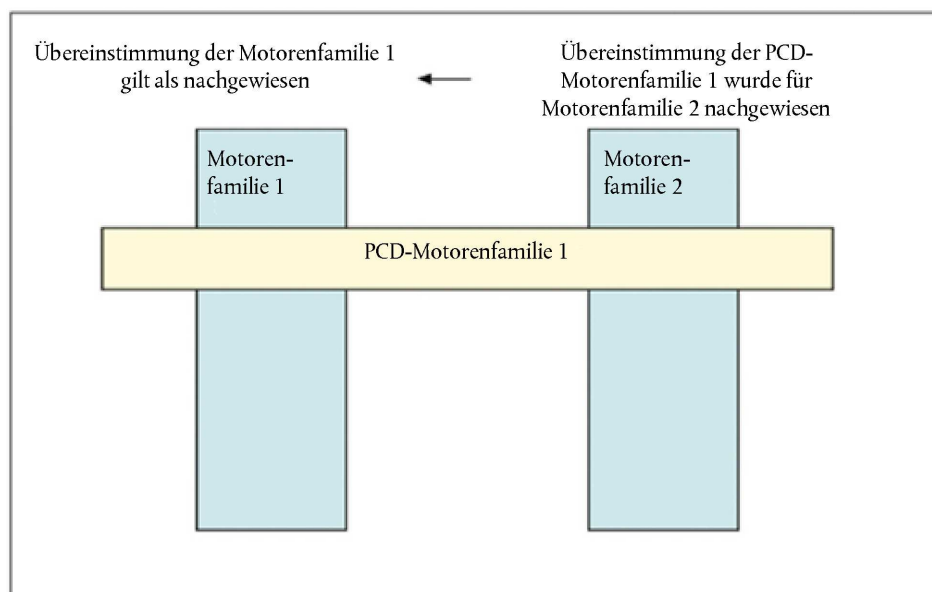 Übereinstimmung der Motorenfamilie 1
gilt als nachgewiesen
Übereinstimmung der PCD-
Motorenfamilie 1 wurde für
Motorenfamilie 2 nachgewiesen
Motoren-
familie 1
Motoren-
familie 2
PCD-Motorenfamilie 1